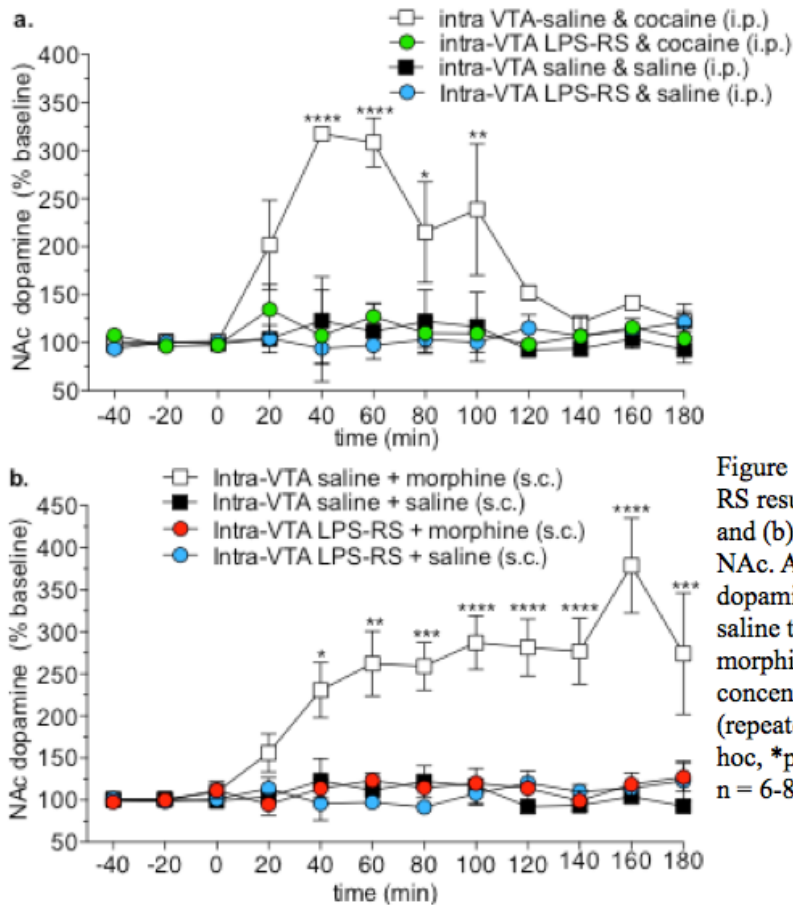 a.
intra VTA-saline & cocaine (i.p.)
intra-VTA LPS-RS & cocaine (i.p.)
intra-VTA saline & saline (i.p.)
Intra-VTA LPS-RS & saline (i.p.)
NAc dopamine (% baseline)
400
350
300
250
200
150
100
50
**** **** * **
-40 -20 0 20 40 60 80 100 120 140 160 180
time (min)
b.
Intra-VTA saline + morphine (s.c.)
Intra-VTA saline + saline (s.c.)
Intra-VTA LPS-RS + morphine (s.c.)
Intra-VTA LPS-RS + saline (s.c.)
NAc dopamine (% baseline)
450
400
350
300
250
200
150
100
50
* ** *** **** **** **** **** ***
-40 -20 0 20 40 60 80 100 120 140 160 180
time (min)
Figure
RS resu
and (b)
NAc. A
dopami
saline t
morphi
concen
(repeat
hoc, *p
n = 6-8